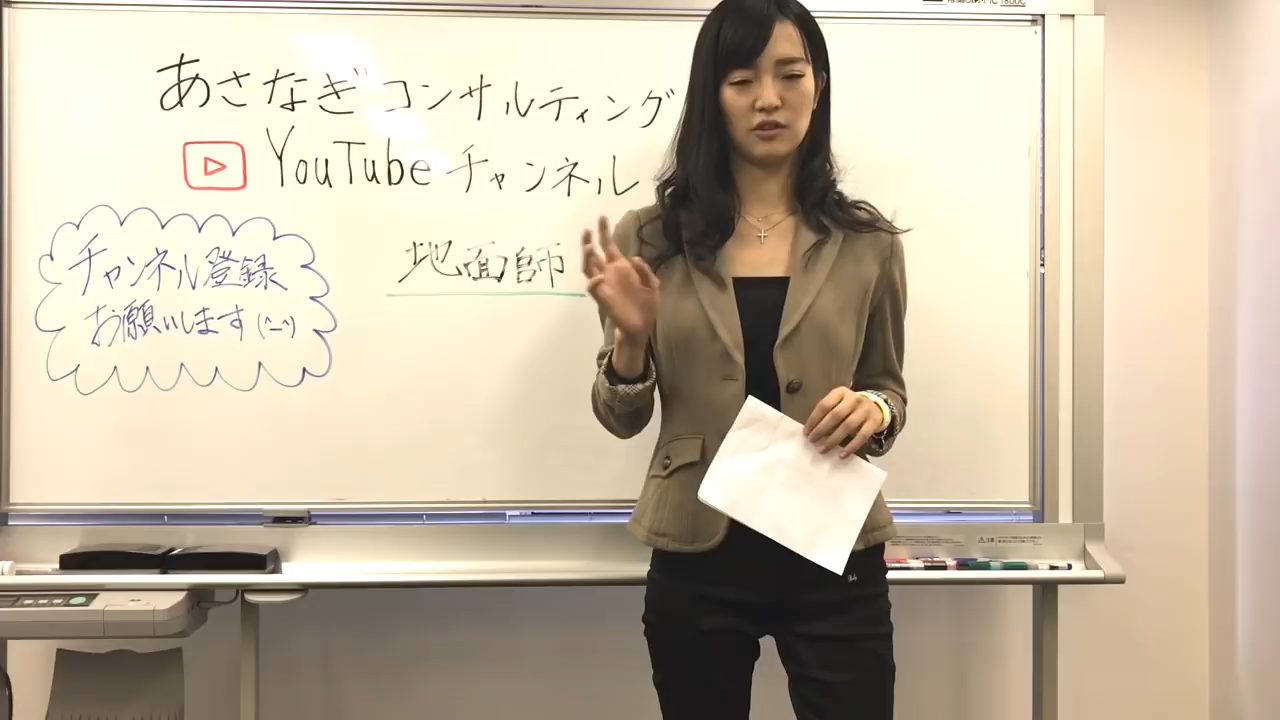 あさなぎコンサルティング
YouTubeチャンネル
チャンネル登録
お願いします(^-^)
地面師